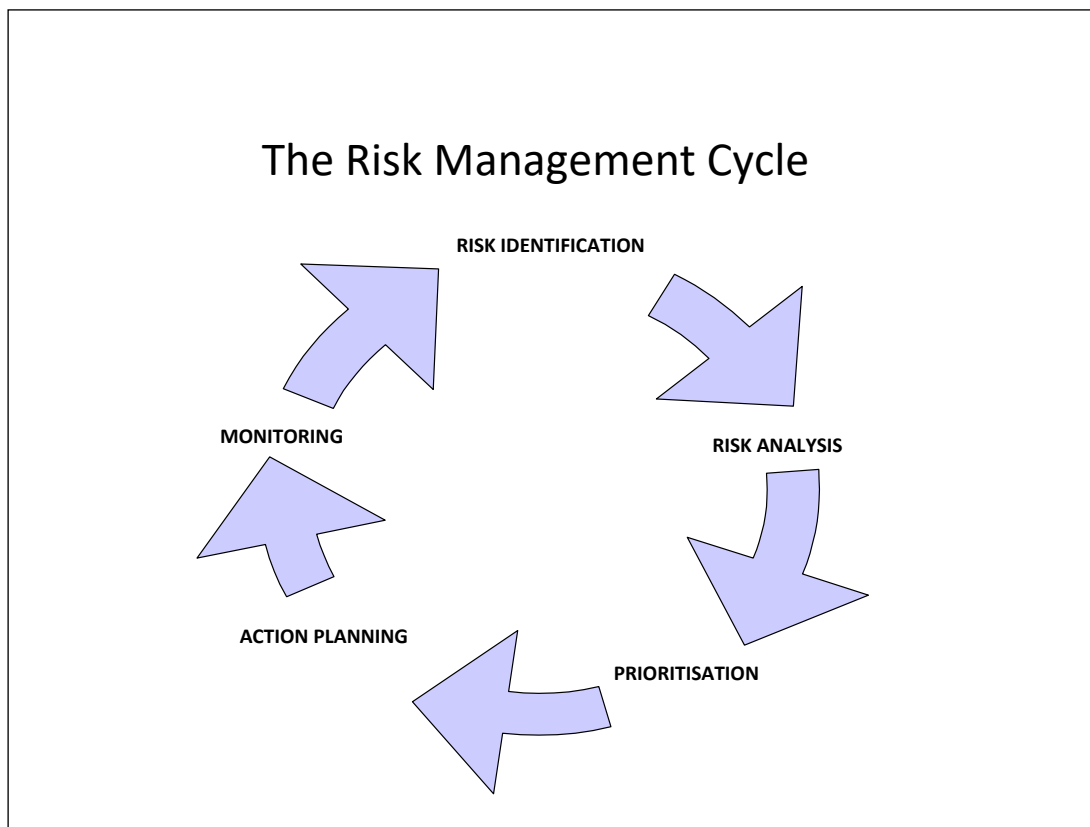 The Risk Management Cycle
RISK IDENTIFICATION
RISK ANALYSIS
PRIORITISATION
ACTION PLANNING
MONITORING